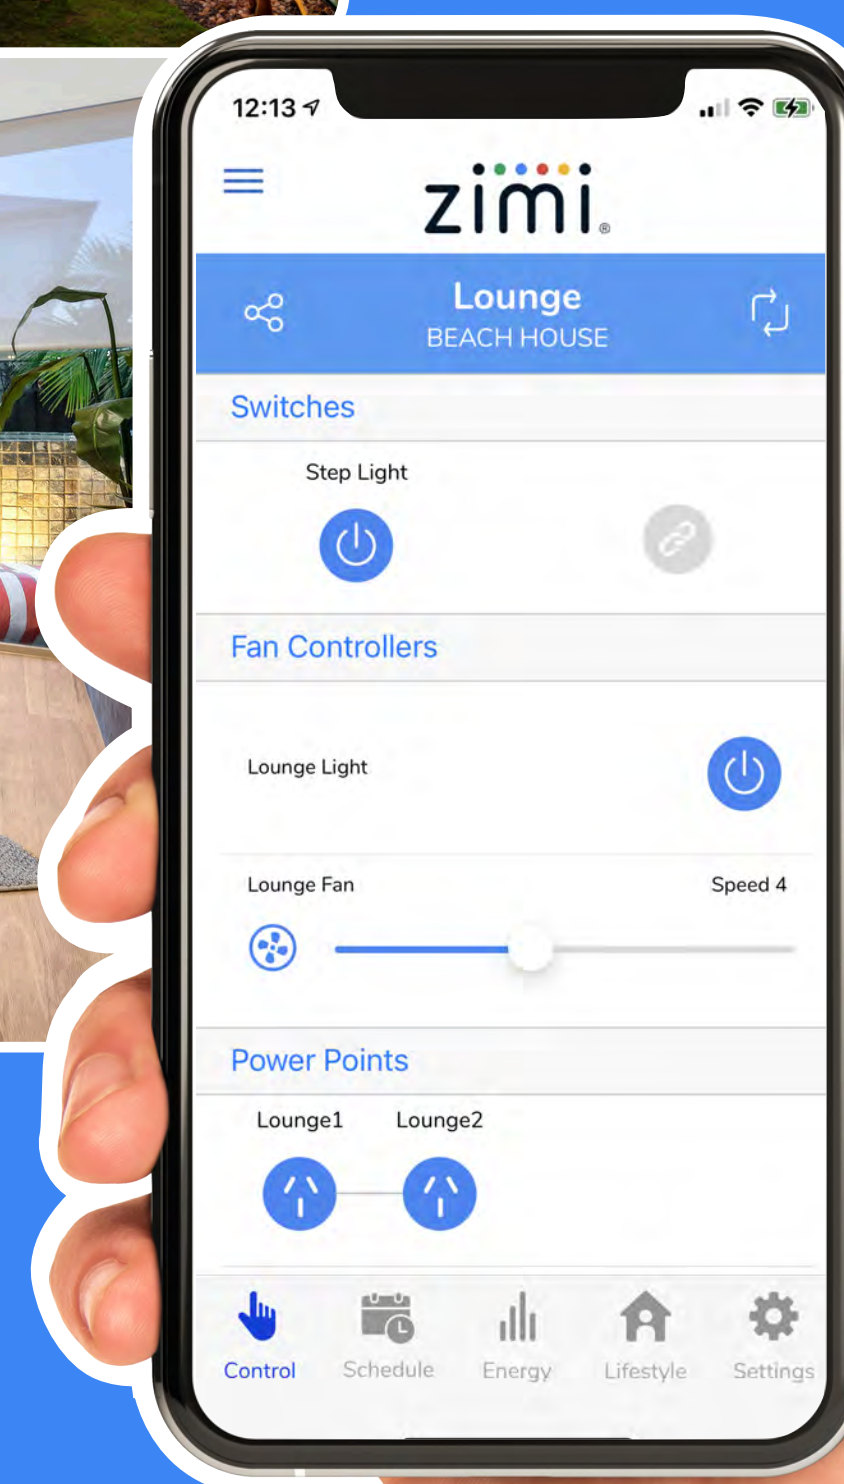 12:13
zimi®
Lounge
BEACH HOUSE
Switches
Step Light
Fan Controllers
Lounge Light
Lounge Fan Speed 4
Power Points
Lounge1 Lounge2
Control Schedule Energy Lifestyle Settings